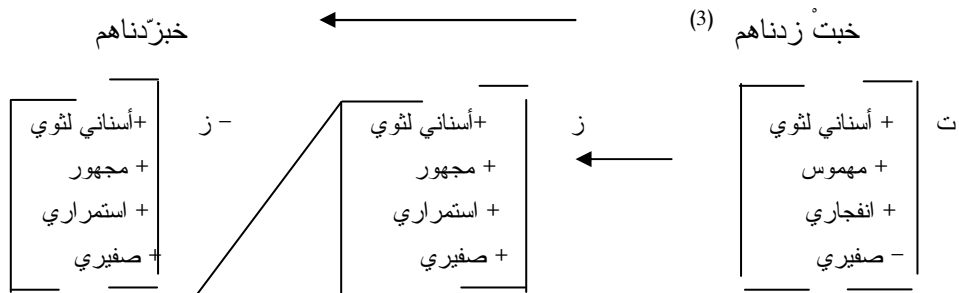 خبتْ زدناهم (3) خبزّدناهم
ت + أسناني لثوي ز +أسناني لثوي – ز +أسناني لثوي
+ مهموس + مجهور + مجهور
+ انفجاري + استمراري + استمراري
– صفيري + صفيري + صفيري